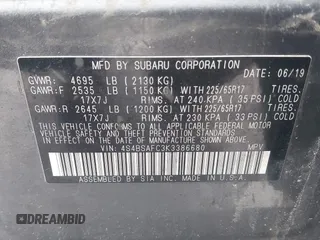 MFD BY SUBARU CORPORATION 06/19
GVWR: 4695 LB (2130 KG)
GAWR:F 2535 LB (1150 KG) WITH 225/65R17 TIRES.
17X7J RIMS. AT 240 KPA (35 PSI) COLD
GAWR:R 2645 LB (1200 KG) WITH 225/65R17 TIRES.
17X7J RIMS. AT 230 KPA (33 PSI) COLD
THIS VEHICLE CONFORMS TO ALL APPLICABLE FEDERAL MOTOR
VEHICLE SAFETY AND THEFT PREVENTION STANDARDS IN
EFFECT ON THE DATE OF MANUFACTURE SHOWN ABOVE.
VIN: 4S4BSAFC3K3386680 MPV
ASSEMBLED BY SIA INC. MADE IN U.S.A.